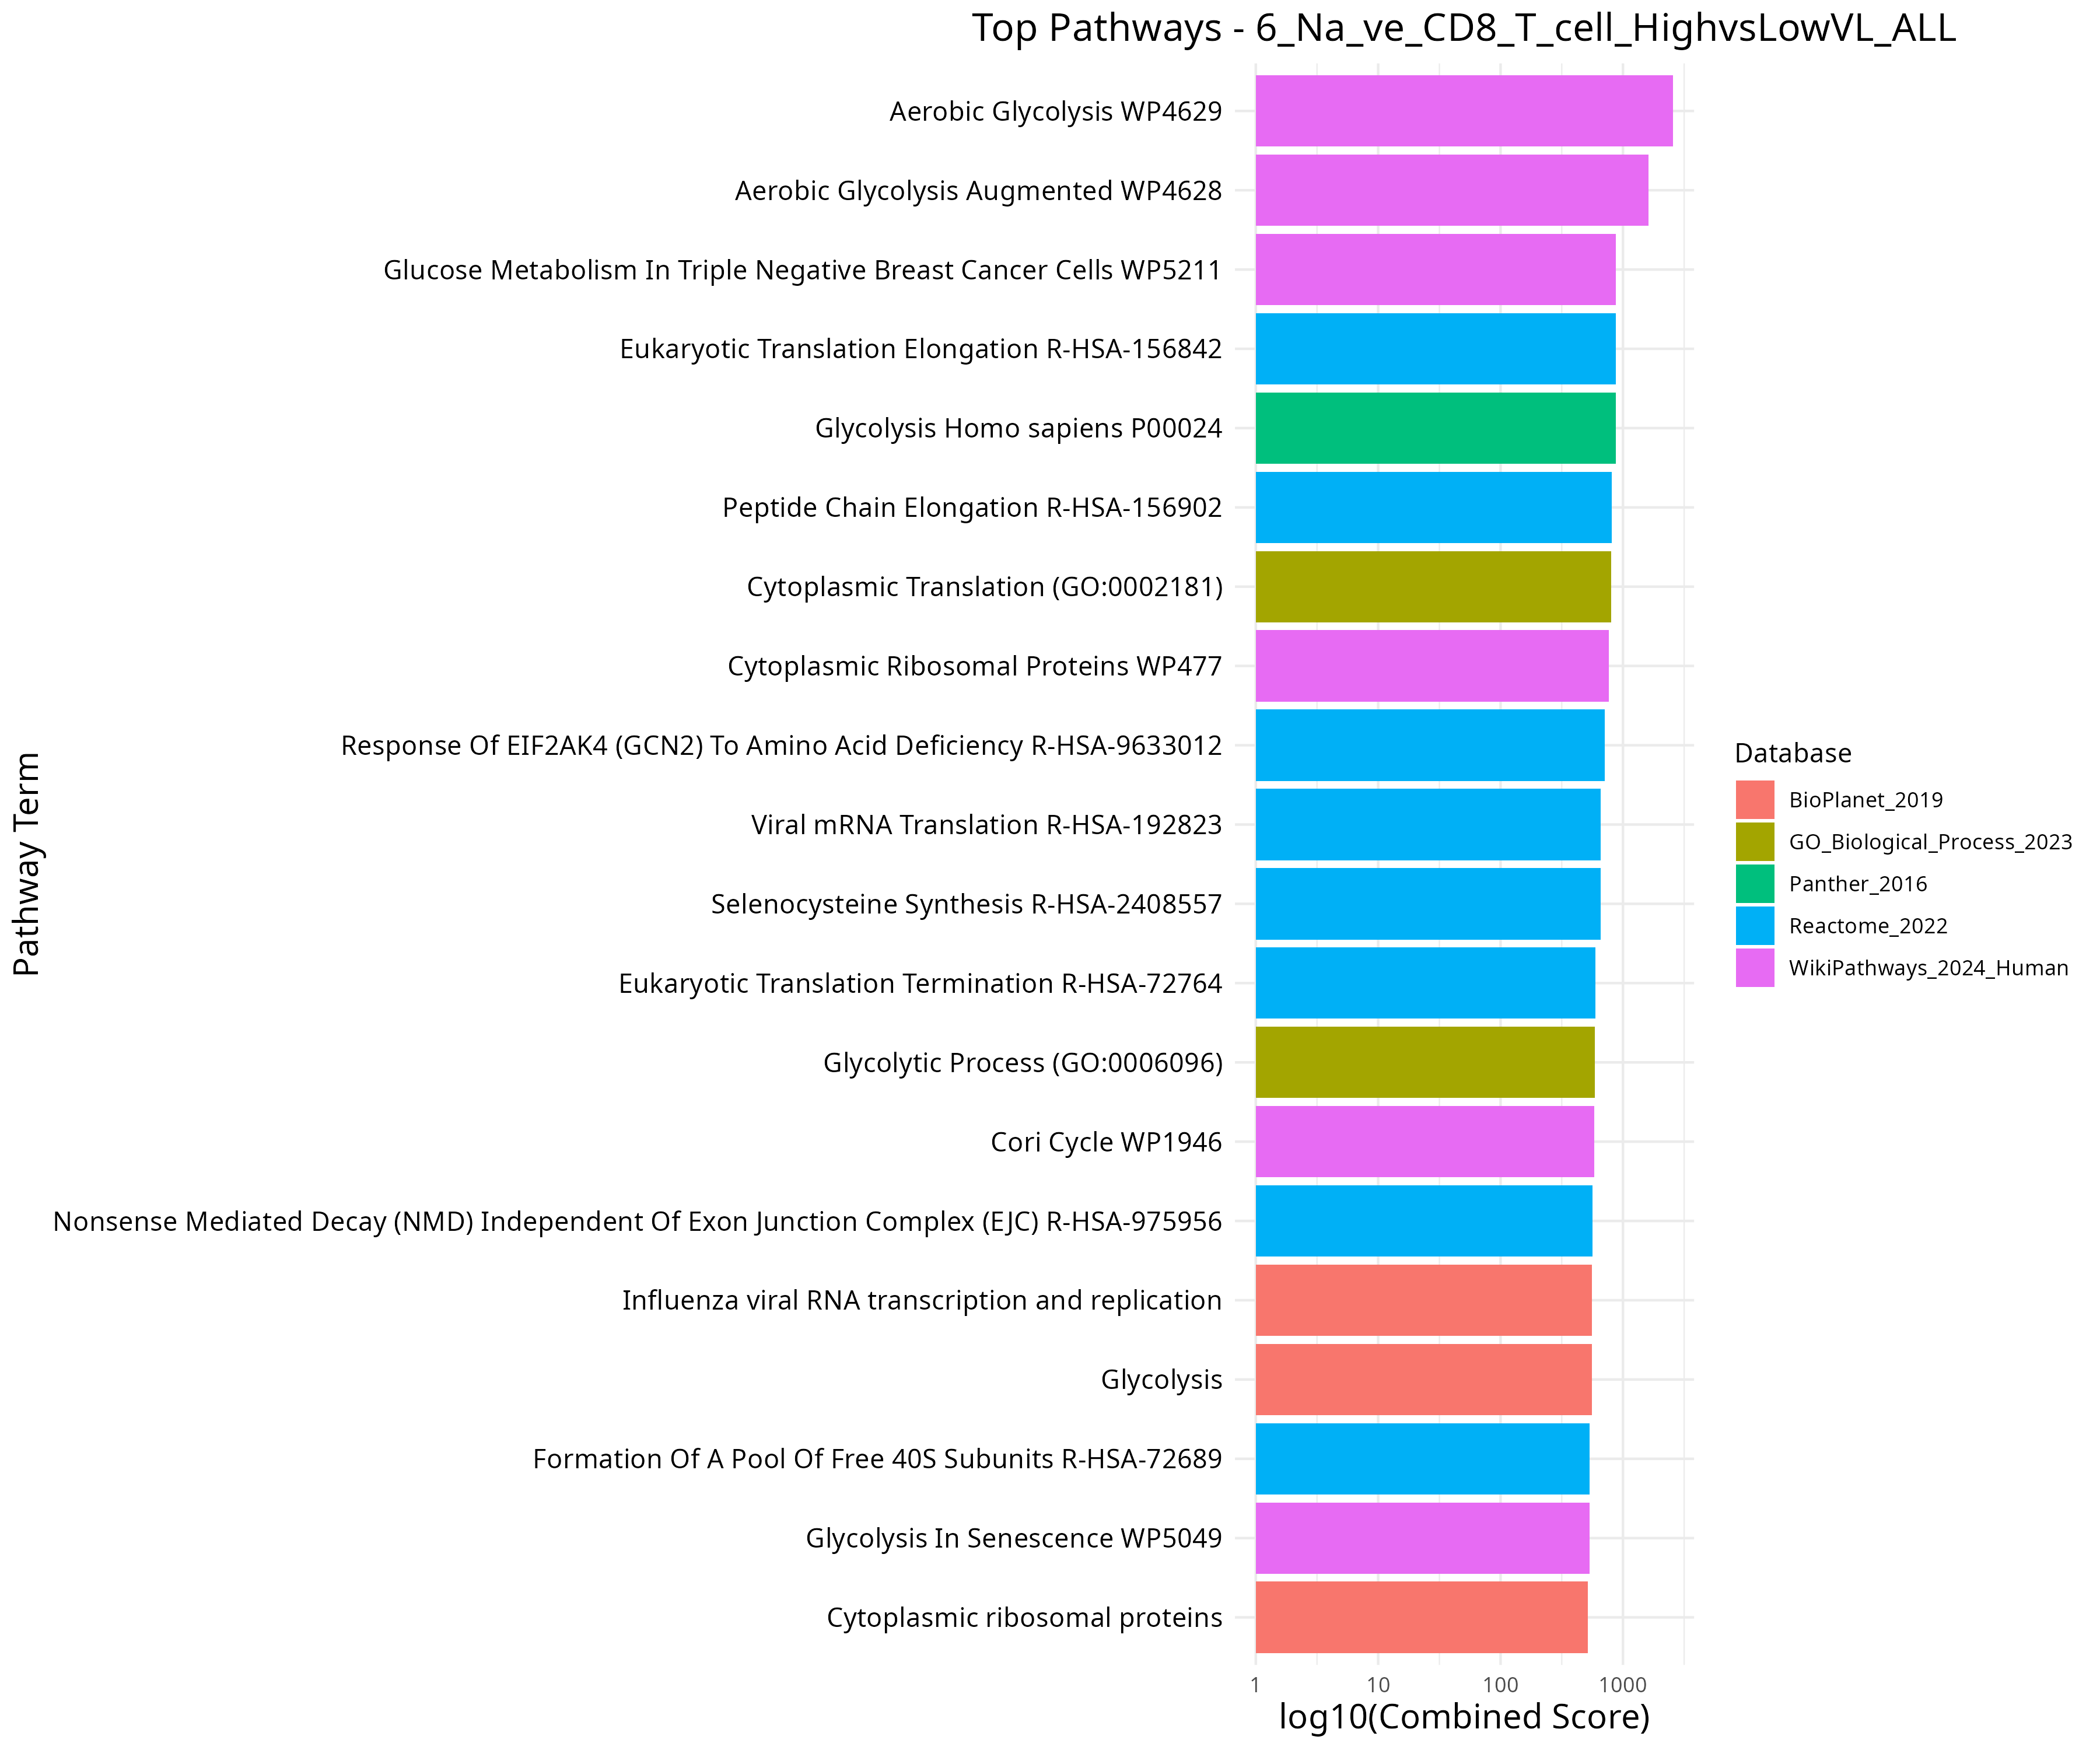 Top Pathways - 6_Na_ve_CD8_T_cell_HighvsLowVL_ALL
Pathway Term
Aerobic Glycolysis WP4629
Aerobic Glycolysis Augmented WP4628
Glucose Metabolism In Triple Negative Breast Cancer Cells WP5211
Eukaryotic Translation Elongation R-HSA-156842
Glycolysis Homo sapiens P00024
Peptide Chain Elongation R-HSA-156902
Cytoplasmic Translation (GO:0002181)
Cytoplasmic Ribosomal Proteins WP477
Response Of EIF2AK4 (GCN2) To Amino Acid Deficiency R-HSA-9633012
Viral mRNA Translation R-HSA-192823
Selenocysteine Synthesis R-HSA-2408557
Eukaryotic Translation Termination R-HSA-72764
Glycolytic Process (GO:0006096)
Cori Cycle WP1946
Nonsense Mediated Decay (NMD) Independent Of Exon Junction Complex (EJC) R-HSA-975956
Influenza viral RNA transcription and replication
Glycolysis
Formation Of A Pool Of Free 40S Subunits R-HSA-72689
Glycolysis In Senescence WP5049
Cytoplasmic ribosomal proteins
1 10 100 1000
log10(Combined Score)
Database
BioPlanet_2019
GO_Biological_Process_2023
Panther_2016
Reactome_2022
WikiPathways_2024_Human